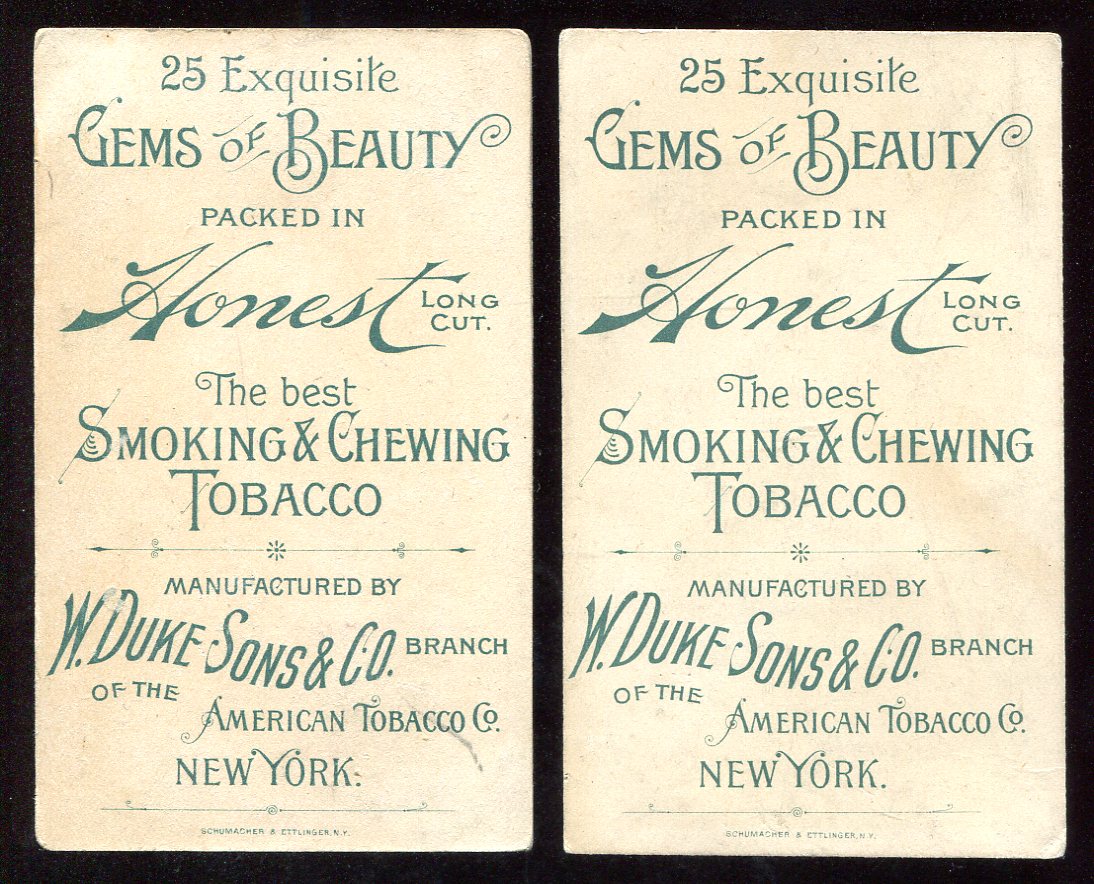 25 Exquisite
GEMS OF BEAUTY
PACKED IN
Honest LONG CUT.
The best
SMOKING & CHEWING
TOBACCO
MANUFACTURED BY
W. DUKE SONS & CO. BRANCH
OF THE
AMERICAN TOBACCO CO.
NEW YORK.
SCHUMACHER & ETTLINGER, N.Y.
25 Exquisite
GEMS OF BEAUTY
PACKED IN
Honest LONG CUT.
The best
SMOKING & CHEWING
TOBACCO
MANUFACTURED BY
W. DUKE SONS & CO. BRANCH
OF THE
AMERICAN TOBACCO CO.
NEW YORK.
SCHUMACHER & ETTLINGER, N.Y.